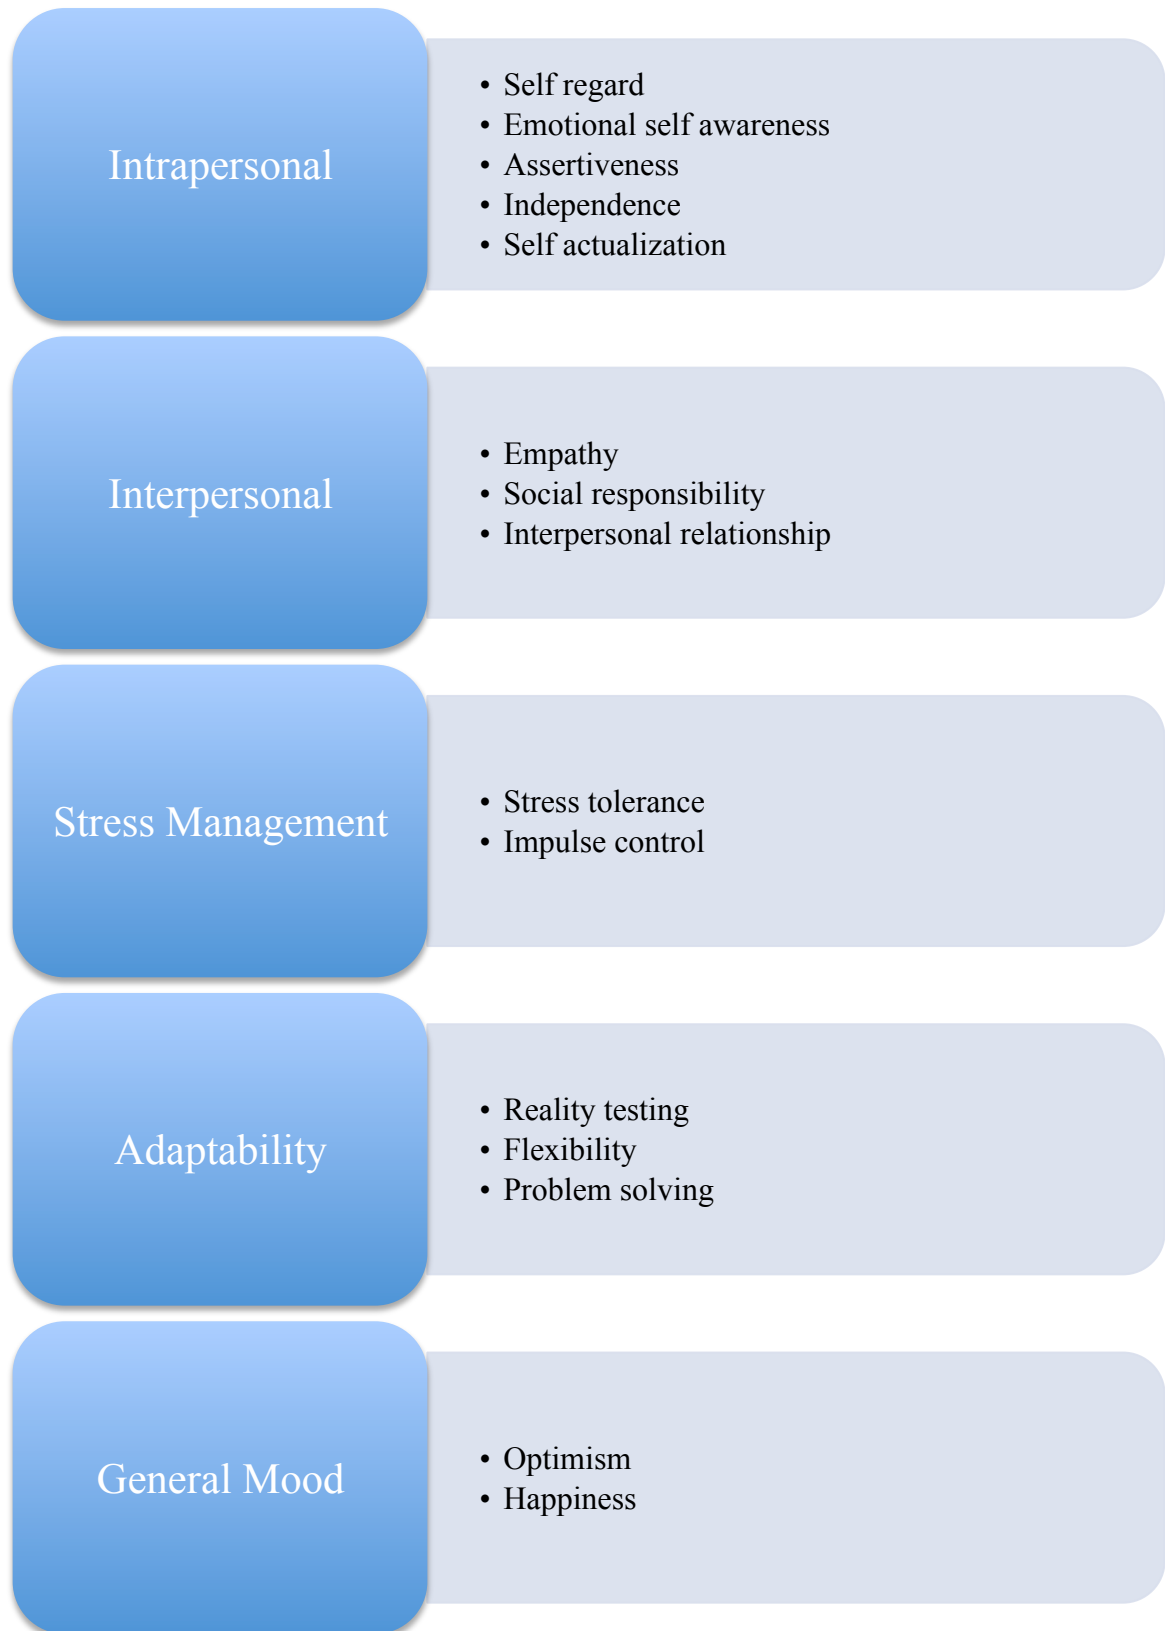 Intrapersonal
• Self regard
• Emotional self awareness
• Assertiveness
• Independence
• Self actualization
Interpersonal
• Empathy
• Social responsibility
• Interpersonal relationship
Stress Management
• Stress tolerance
• Impulse control
Adaptability
• Reality testing
• Flexibility
• Problem solving
General Mood
• Optimism
• Happiness